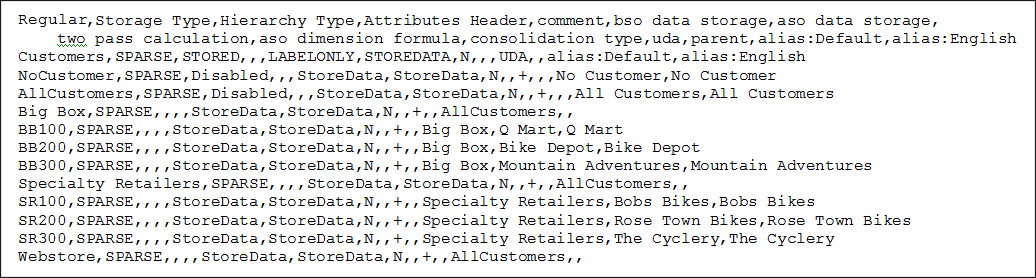 Regular,Storage Type,Hierarchy Type,Attributes Header,comment,bso data storage,aso data storage,
two pass calculation,aso dimension formula,consolidation type,uda,parent,alias:Default,alias:English
Customers,SPARSE,STORED,,,LABELONLY,STOREDATA,N,,,UDA,,alias:Default,alias:English
NoCustomer,SPARSE,Disabled,,,StoreData,StoreData,N,,+,,,No Customer,No Customer
AllCustomers,SPARSE,Disabled,,,StoreData,StoreData,N,,+,,,All Customers,All Customers
Big Box,SPARSE,,,,StoreData,StoreData,N,,+,,AllCustomers,,
BB100,SPARSE,,,,StoreData,StoreData,N,,+,,Big Box,Q Mart,Q Mart
BB200,SPARSE,,,,StoreData,StoreData,N,,+,,Big Box,Bike Depot,Bike Depot
BB300,SPARSE,,,,StoreData,StoreData,N,,+,,Big Box,Mountain Adventures,Mountain Adventures
Specialty Retailers,SPARSE,,,,StoreData,StoreData,N,,+,,AllCustomers,,
SR100,SPARSE,,,,StoreData,StoreData,N,,+,,Specialty Retailers,Bobs Bikes,Bobs Bikes
SR200,SPARSE,,,,StoreData,StoreData,N,,+,,Specialty Retailers,Rose Town Bikes,Rose Town Bikes
SR300,SPARSE,,,,StoreData,StoreData,N,,+,,Specialty Retailers,The Cyclery,The Cyclery
Webstore,SPARSE,,,,StoreData,StoreData,N,,+,,AllCustomers,,